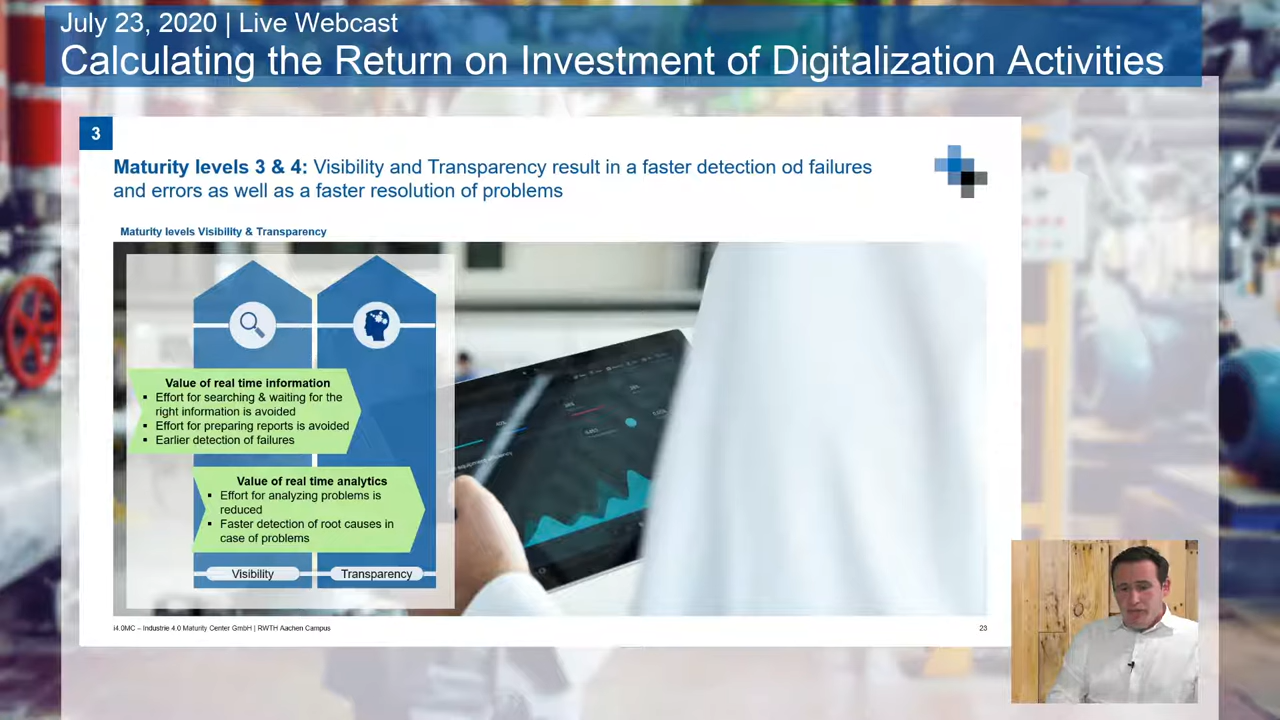 July 23, 2020 | Live Webcast
Calculating the Return on Investment of Digitalization Activities
3
Maturity levels 3 & 4: Visibility and Transparency result in a faster detection od failures
and errors as well as a faster resolution of problems
Maturity levels Visibility & Transparency
Value of real time information
▪ Effort for searching & waiting for the
right information is avoided
▪ Effort for preparing reports is avoided
▪ Earlier detection of failures
Value of real time analytics
▪ Effort for analyzing problems is
reduced
▪ Faster detection of root causes in
case of problems
Visibility
Transparency
i4.0MC – Industrie 4.0 Maturity Center GmbH | RWTH Aachen Campus
23